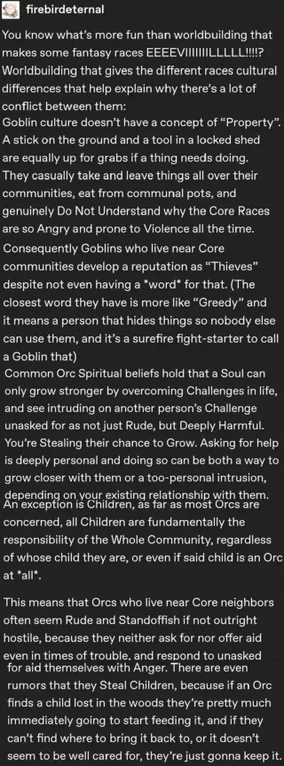 firebirdeternal
You know what's more fun than worldbuilding that
makes some fantasy races EEEEVIIIIIIILLLLL!!!!?
Worldbuilding that gives the different races cultural
differences that help explain why there's a lot of
conflict between them:
Goblin culture doesn't have a concept of "Property".
A stick on the ground and a tool in a locked shed
are equally up for grabs if a thing needs doing.
They casually take and leave things all over their
communities, eat from communal pots, and
genuinely Do Not Understand why the Core Races
are so Angry and prone to Violence all the time.
Consequently Goblins who live near Core
communities develop a reputation as "Thieves"
despite not even having a *word* for that. (The
closest word they have is more like "Greedy" and
it means a person that hides things so nobody else
can use them, and it's a surefire fight-starter to call
a Goblin that)
Common Orc Spiritual beliefs hold that a Soul can
only grow stronger by overcoming Challenges in life,
and see intruding on another person's Challenge
unasked for as not just Rude, but Deeply Harmful.
You're Stealing their chance to Grow. Asking for help
is deeply personal and doing so can be both a way to
grow closer with them or a too-personal intrusion,
depending on your existing relationship with them.
An exception is Children, as far as most Orcs are
concerned, all Children are fundamentally the
responsibility of the Whole Community, regardless
of whose child they are, or even if said child is an Orc
at *all*.
This means that Orcs who live near Core neighbors
often seem Rude and Standoffish if not outright
hostile, because they neither ask for nor offer aid
even in times of trouble, and respond to unasked
for aid themselves with Anger. There are even
rumors that they Steal Children, because if an Orc
finds a child lost in the woods they're pretty much
immediately going to start feeding it, and if they
can't find where to bring it back to, or it doesn't
seem to be well cared for, they're just gonna keep it.